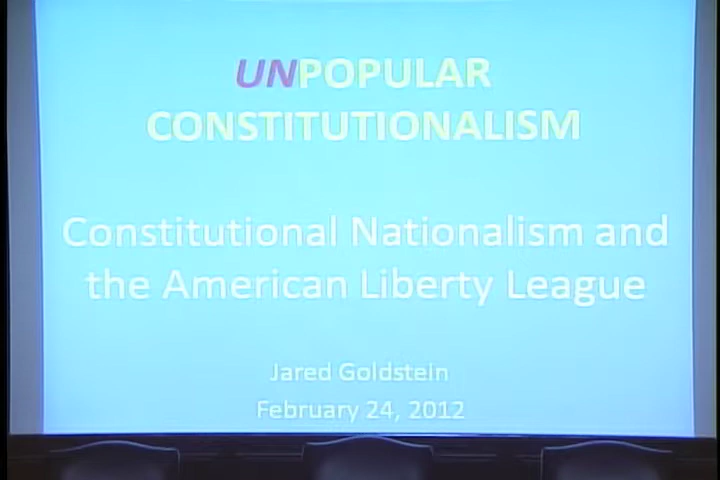 UNPOPULAR
CONSTITUTIONALISM
Constitutional Nationalism and
the American Liberty League
Jared Goldstein
February 24, 2012